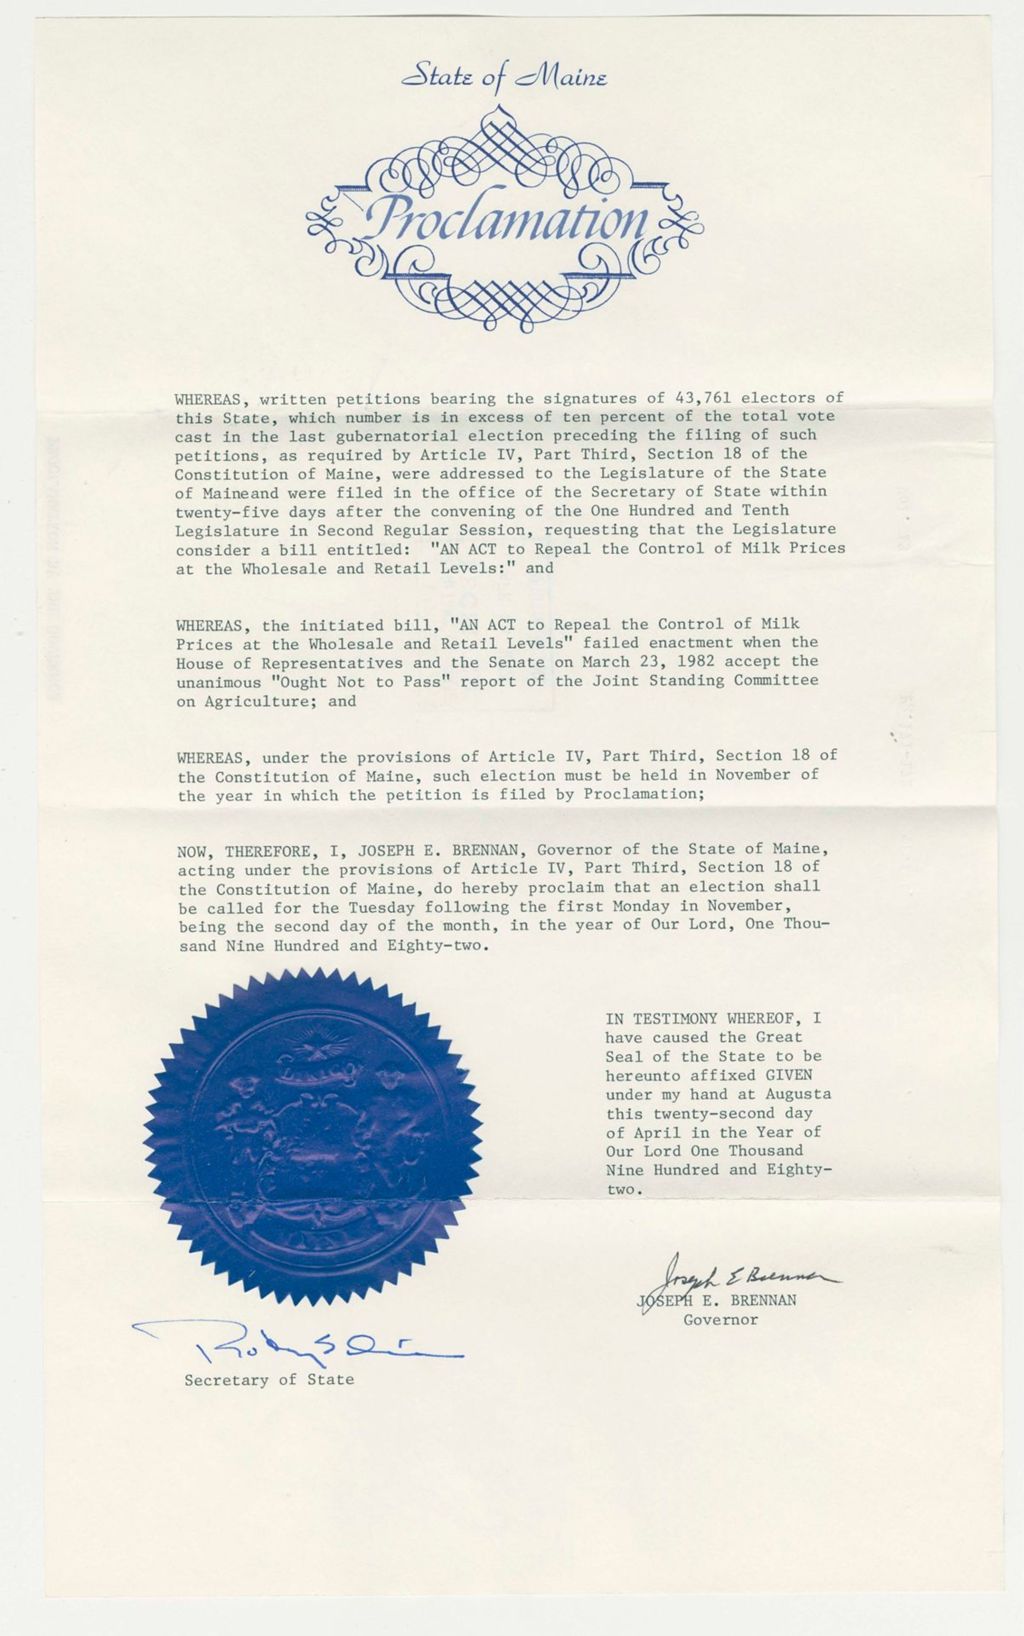 State of Maine
Proclamation
WHEREAS, written petitions bearing the signatures of 43,761 electors of
this State, which number is in excess of ten percent of the total vote
cast in the last gubernatorial election preceding the filing of such
petitions, as required by Article IV, Part Third, Section 18 of the
Constitution of Maine, were addressed to the Legislature of the State
of Maineand were filed in the office of the Secretary of State within
twenty-five days after the convening of the One Hundred and Tenth
Legislature in Second Regular Session, requesting that the Legislature
consider a bill entitled: "AN ACT to Repeal the Control of Milk Prices
at the Wholesale and Retail Levels:" and
WHEREAS, the initiated bill, "AN ACT to Repeal the Control of Milk
Prices at the Wholesale and Retail Levels" failed enactment when the
House of Representatives and the Senate on March 23, 1982 accept the
unanimous "Ought Not to Pass" report of the Joint Standing Committee
on Agriculture; and
WHEREAS, under the provisions of Article IV, Part Third, Section 18 of
the Constitution of Maine, such election must be held in November of
the year in which the petition is filed by Proclamation;
NOW, THEREFORE, I, JOSEPH E. BRENNAN, Governor of the State of Maine,
acting under the provisions of Article IV, Part Third, Section 18 of
the Constitution of Maine, do hereby proclaim that an election shall
be called for the Tuesday following the first Monday in November,
being the second day of the month, in the year of Our Lord, One Thou-
sand Nine Hundred and Eighty-two.
IN TESTIMONY WHEREOF, I
have caused the Great
Seal of the State to be
hereunto affixed GIVEN
under my hand at Augusta
this twenty-second day
of April in the Year of
Our Lord One Thousand
Nine Hundred and Eighty-
two.
Joseph E Brennan
JOSEPH E. BRENNAN
Governor
Secretary of State